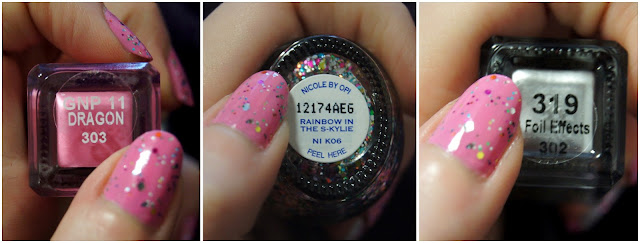 GNP 11
DRAGON
303
NICOLE BY OPI
12174AEG
RAINBOW IN
THE S-KYLIE
NI K06
PEEL HERE
319
Foil Effects
302